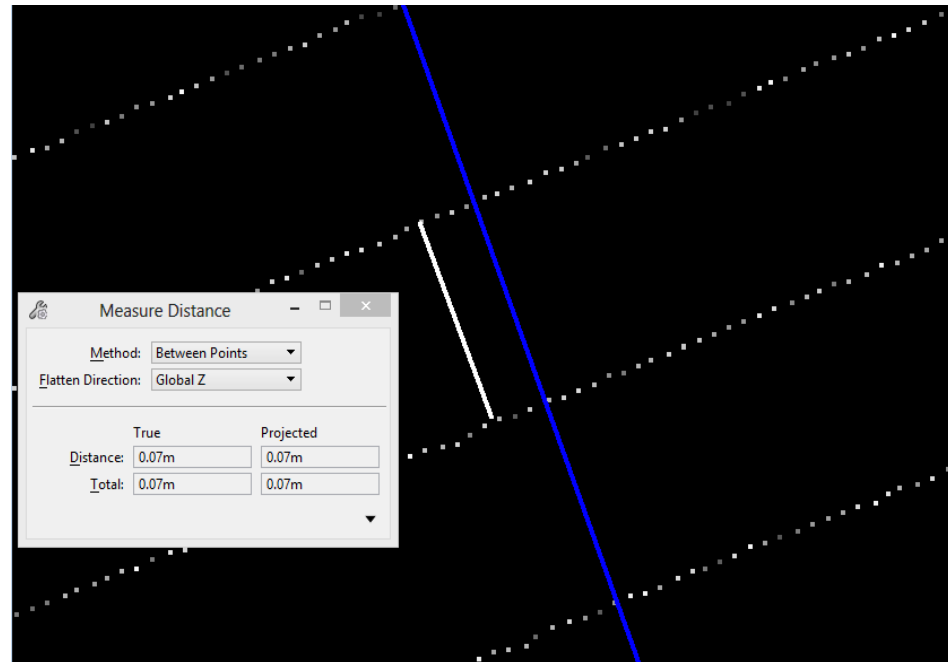 Measure Distance
Method: Between Points
Flatten Direction: Global Z
True Projected
Distance: 0.07m 0.07m
Total: 0.07m 0.07m